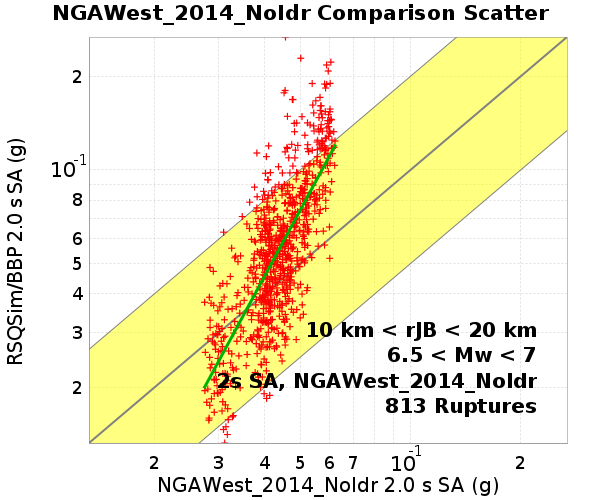 NGAWest_2014_NoIdr Comparison Scatter
RSQSim/BBP 2.0 s SA (g)
2
10-1
8
6
5
4
3
2
10 km < rJB < 20 km
6.5 < Mw < 7
2s SA, NGAWest_2014_NoIdr
813 Ruptures
2 3 4 5 6 7 10-1 2
NGAWest_2014_NoIdr 2.0 s SA (g)